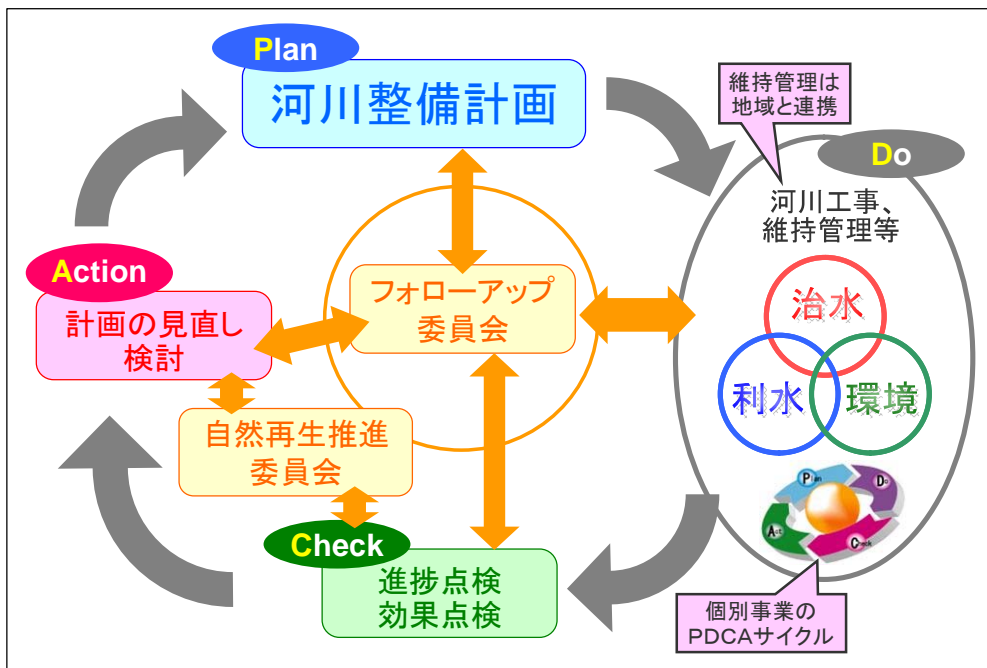 Plan
河川整備計画
維持管理は
地域と連携
Do
河川工事、
維持管理等
治水
利水
環境
Plan
Do
Check
Act
個別事業の
PDCAサイクル
Action
計画の見直し
検討
フォローアップ
委員会
自然再生推進
委員会
Check
進捗点検
効果点検